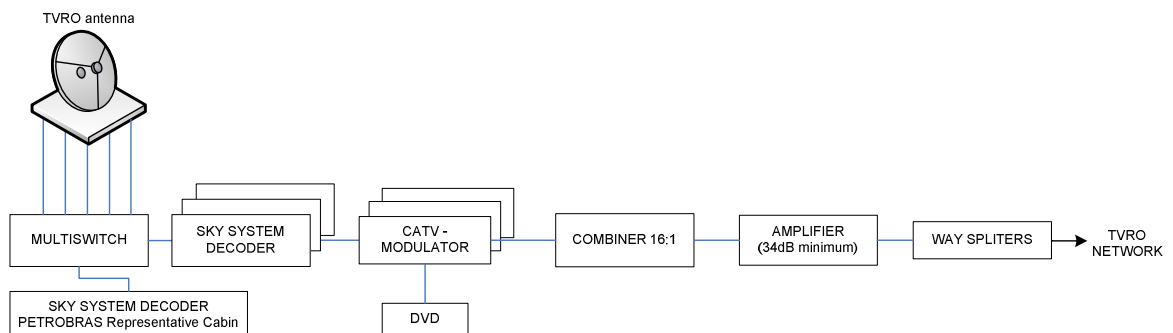 TVRO antenna
MULTISWITCH
SKY SYSTEM
DECODER
CATV -
MODULATOR
COMBINER 16:1
AMPLIFIER
(34dB minimum)
WAY SPLITERS
TVRO
NETWORK
SKY SYSTEM DECODER
PETROBRAS Representative Cabin
DVD